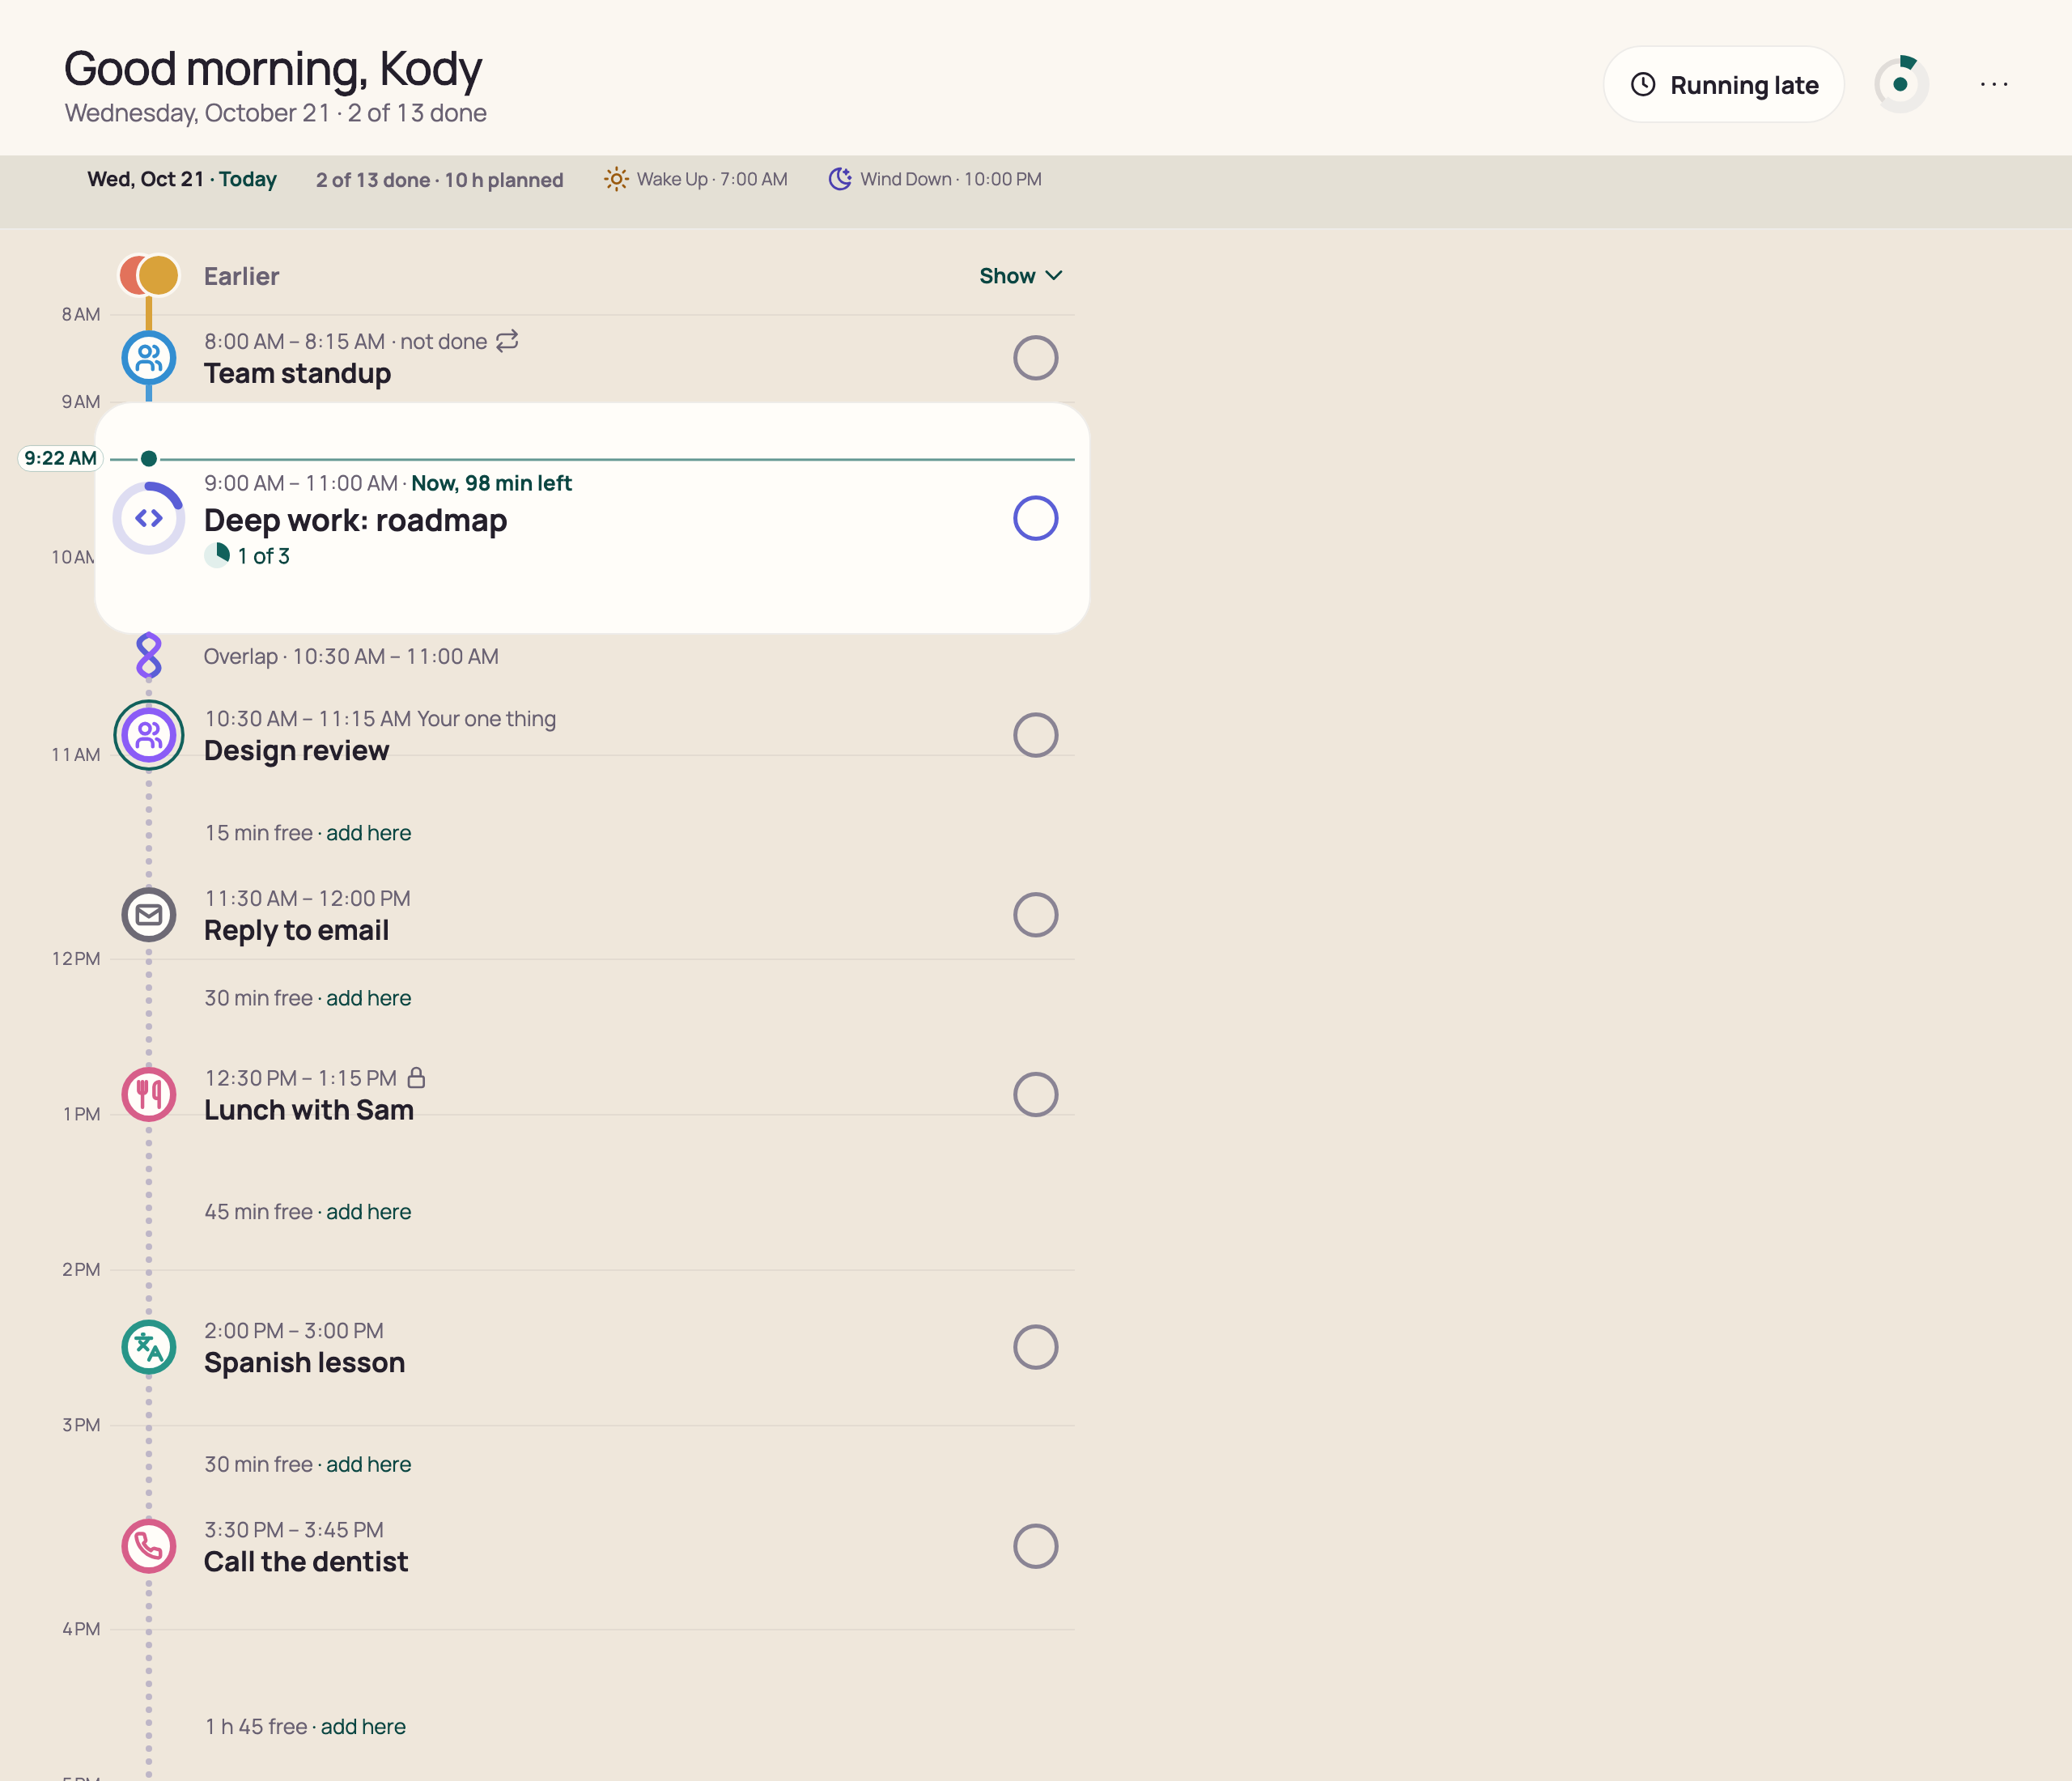 Good morning, Kody
Wednesday, October 21 · 2 of 13 done
Running late
Wed, Oct 21 · Today
2 of 13 done · 10 h planned
Wake Up · 7:00 AM
Wind Down · 10:00 PM
Earlier
Show
8 AM
8:00 AM – 8:15 AM · not done
Team standup
9 AM
9:22 AM
9:00 AM – 11:00 AM · Now, 98 min left
Deep work: roadmap
10 AM
1 of 3
Overlap · 10:30 AM – 11:00 AM
10:30 AM – 11:15 AM Your one thing
Design review
11 AM
15 min free · add here
11:30 AM – 12:00 PM
Reply to email
12 PM
30 min free · add here
12:30 PM – 1:15 PM
Lunch with Sam
1 PM
45 min free · add here
2 PM
2:00 PM – 3:00 PM
Spanish lesson
3 PM
30 min free · add here
3:30 PM – 3:45 PM
Call the dentist
4 PM
1 h 45 free · add here